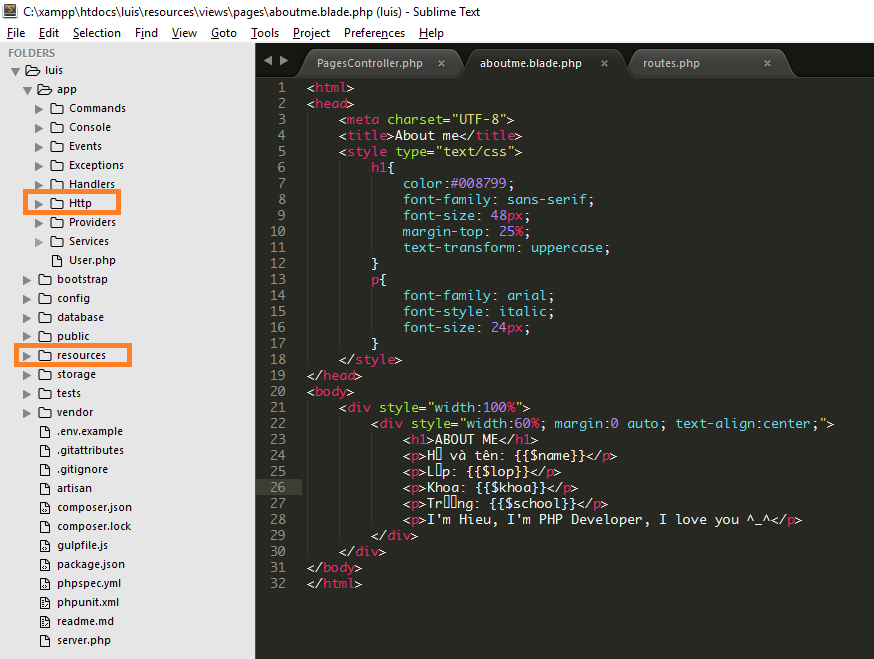 C:\xampp\htdocs\luis\resources\views\pages\aboutme.blade.php (luis) - Sublime Text
File Edit Selection Find View Goto Tools Project Preferences Help
FOLDERS
luis
app
Commands
Console
Events
Exceptions
Handlers
Http
Providers
Services
User.php
bootstrap
config
database
public
resources
storage
tests
vendor
.env.example
.gitattributes
.gitignore
artisan
composer.json
composer.lock
gulpfile.js
package.json
phpspec.yml
phpunit.xml
readme.md
server.php
PagesController.php × aboutme.blade.php × routes.php ×
1 <html>
2 <head>
3 <meta charset="UTF-8">
4 <title>About me</title>
5 <style type="text/css">
6 h1{
7 color:#008799;
8 font-family: sans-serif;
9 font-size: 48px;
10 margin-top: 25%;
11 text-transform: uppercase;
12 }
13 p{
14 font-family: arial;
15 font-style: italic;
16 font-size: 24px;
17 }
18 </style>
19 </head>
20 <body>
21 <div style="width:100%">
22 <div style="width:60%; margin:0 auto; text-align:center;">
23 <h1>ABOUT ME</h1>
24 <p>H▯ và tên: {{$name}}</p>
25 <p>L▯p: {{$lop}}</p>
26 <p>Khoa: {{$khoa}}</p>
27 <p>Tr▯▯ng: {{$school}}</p>
28 <p>I'm Hieu, I'm PHP Developer, I love you ^_^</p>
29 </div>
30 </div>
31 </body>
32 </html>